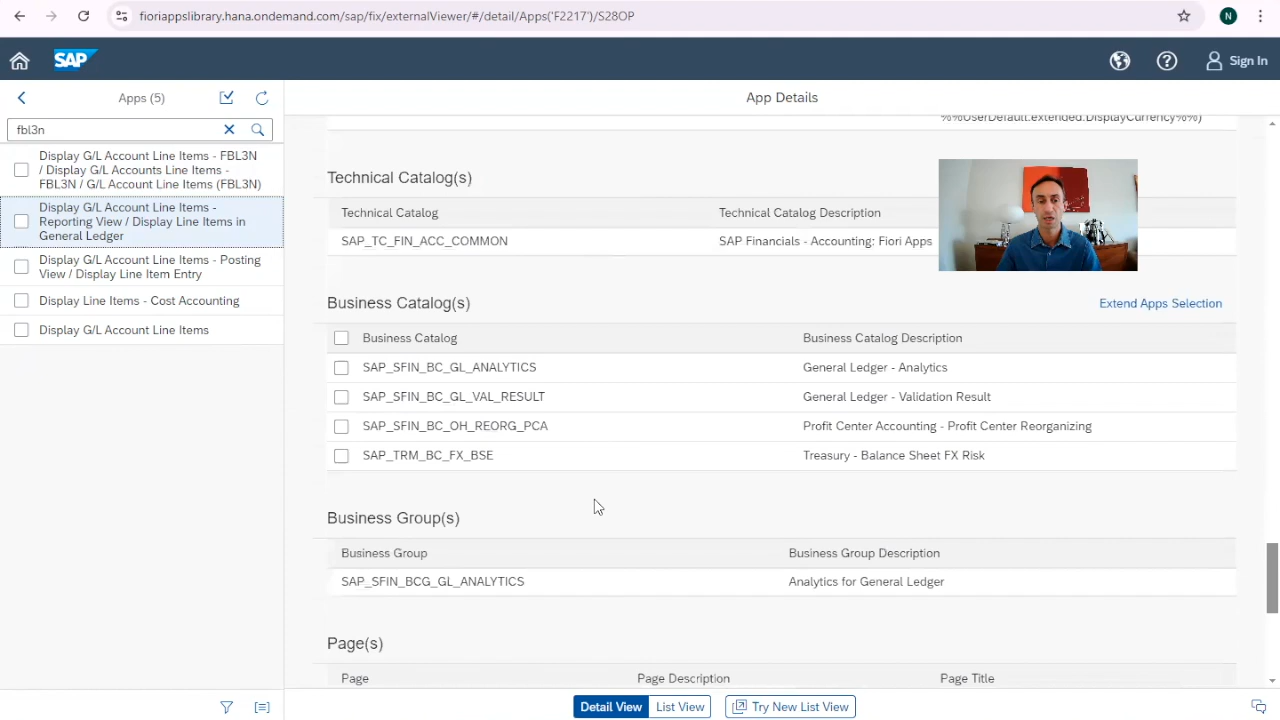 fioriappslibrary.hana.ondemand.com/sap/fix/externalViewer/#/detail/Apps('F2217')/S28OP
N
SAP
Sign In
Apps (5)
App Details
fbl3n
Display G/L Account Line Items - FBL3N
/ Display G/L Accounts Line Items -
FBL3N / G/L Account Line Items (FBL3N)
Display G/L Account Line Items -
Reporting View / Display Line Items in
General Ledger
Display G/L Account Line Items - Posting
View / Display Line Item Entry
Display Line Items - Cost Accounting
Display G/L Account Line Items
%%UserDefault.extended.DisplayCurrency%%)
Technical Catalog(s)
Technical Catalog Technical Catalog Description
SAP_TC_FIN_ACC_COMMON SAP Financials - Accounting: Fiori Apps
Business Catalog(s) Extend Apps Selection
Business Catalog Business Catalog Description
SAP_SFIN_BC_GL_ANALYTICS General Ledger - Analytics
SAP_SFIN_BC_GL_VAL_RESULT General Ledger - Validation Result
SAP_SFIN_BC_OH_REORG_PCA Profit Center Accounting - Profit Center Reorganizing
SAP_TRM_BC_FX_BSE Treasury - Balance Sheet FX Risk
Business Group(s)
Business Group Business Group Description
SAP_SFIN_BCG_GL_ANALYTICS Analytics for General Ledger
Page(s)
Page Page Description Page Title
Detail View List View Try New List View